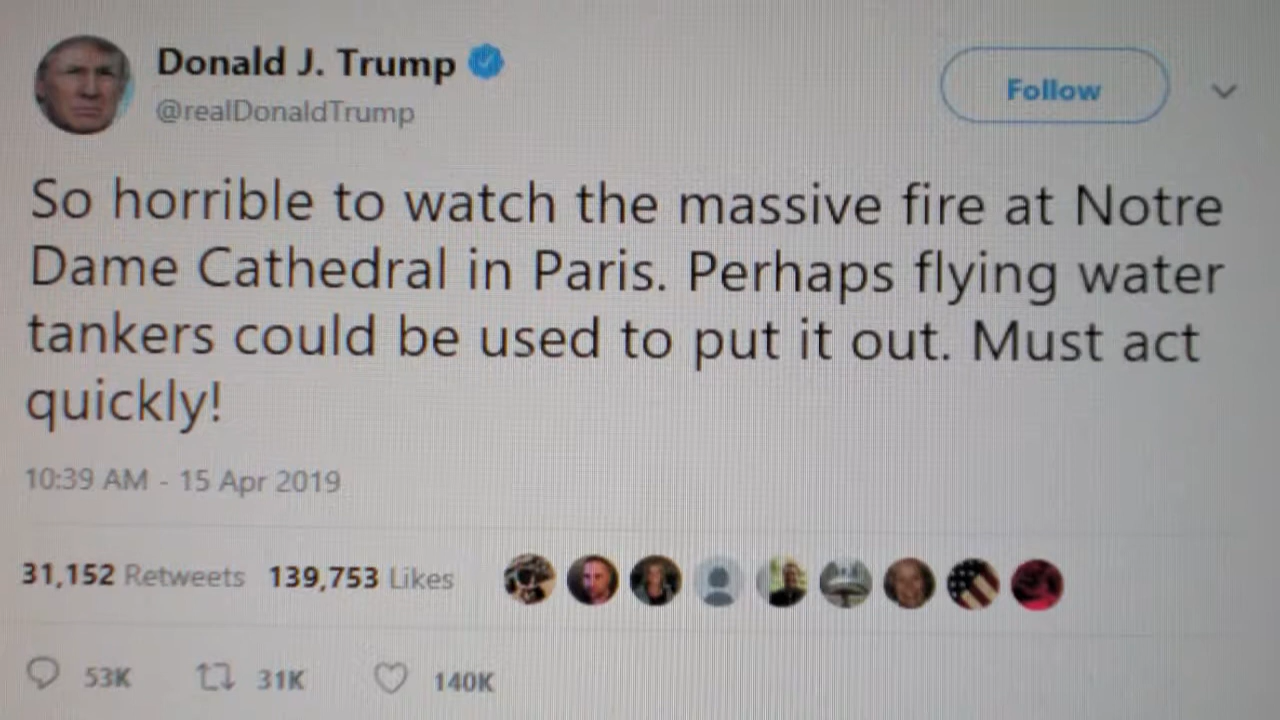 Donald J. Trump
@realDonaldTrump
Follow
So horrible to watch the massive fire at Notre
Dame Cathedral in Paris. Perhaps flying water
tankers could be used to put it out. Must act
quickly!
10:39 AM - 15 Apr 2019
31,152 Retweets 139,753 Likes
53K 31K 140K